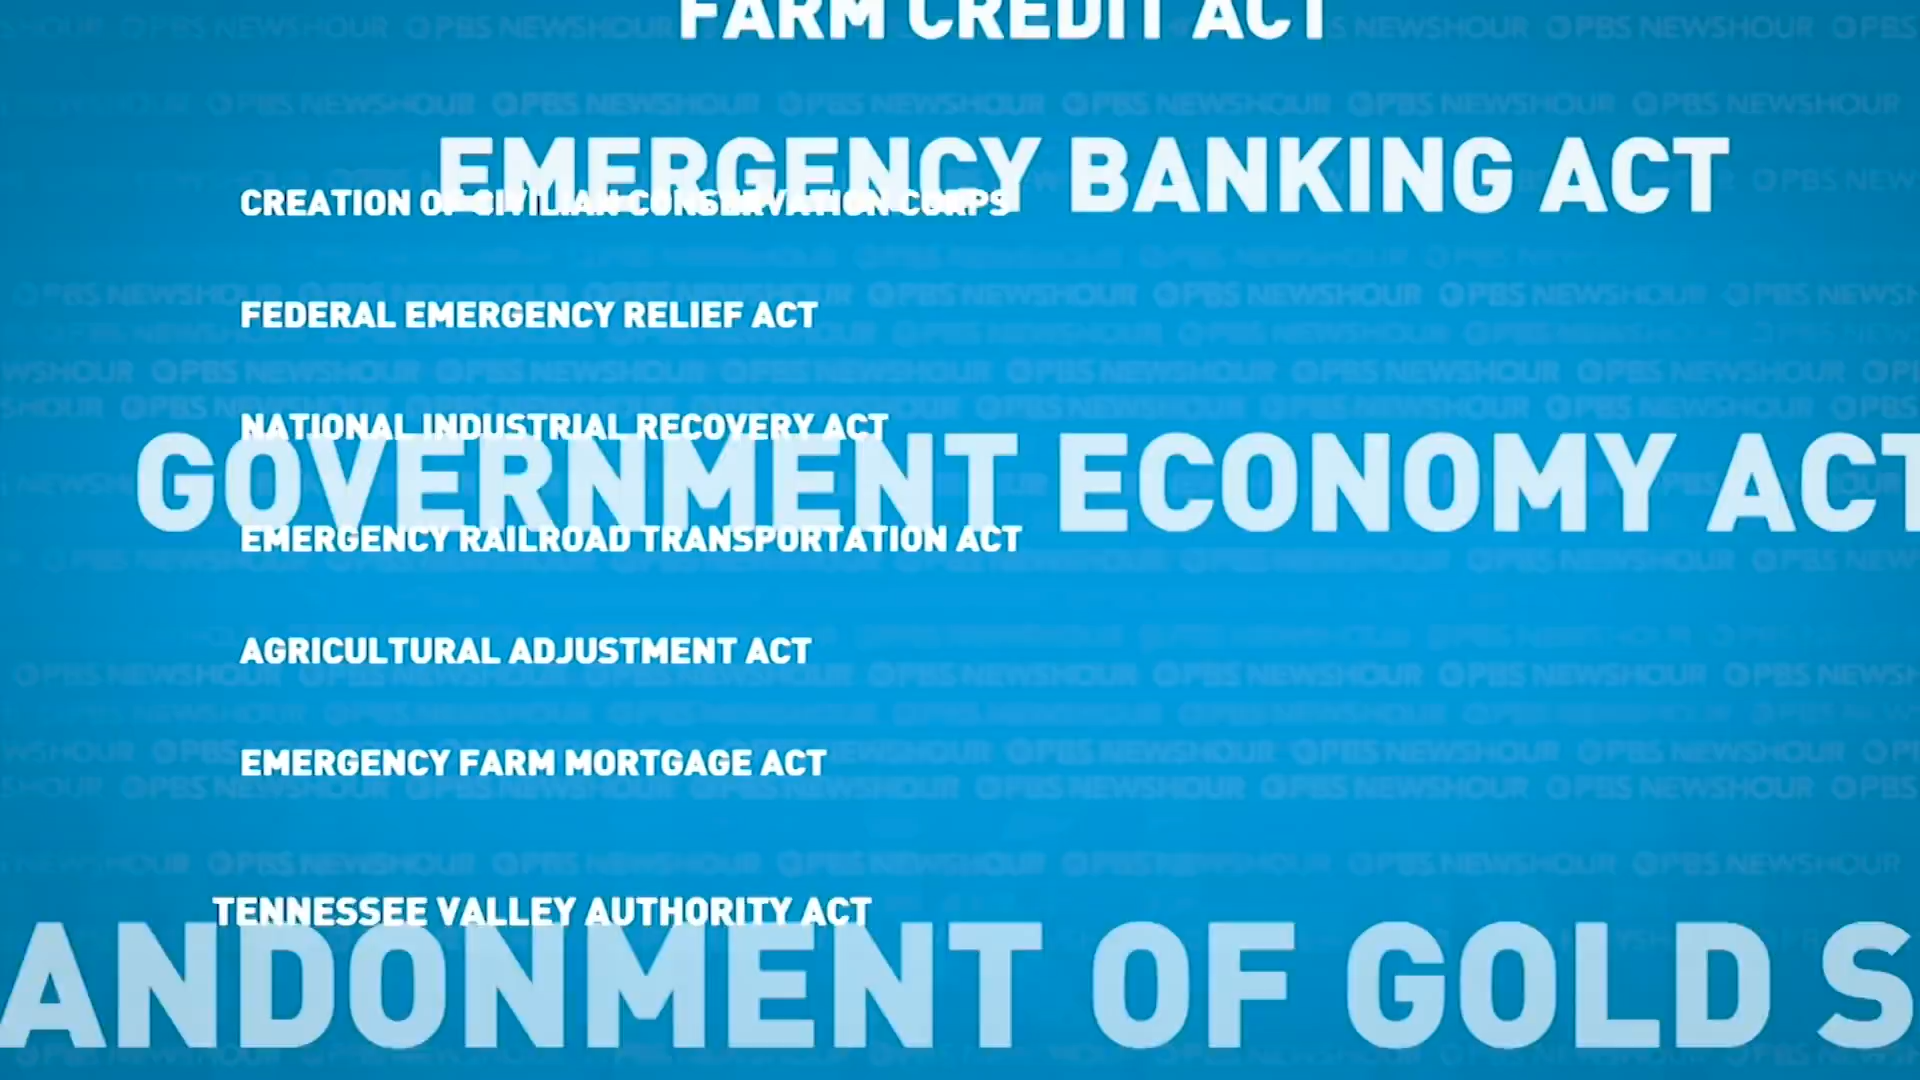 FARM CREDIT ACT
EMERGENCY BANKING ACT
CREATION OF CIVILIAN CONSERVATION CORPS
FEDERAL EMERGENCY RELIEF ACT
NATIONAL INDUSTRIAL RECOVERY ACT
GOVERNMENT ECONOMY ACT
EMERGENCY RAILROAD TRANSPORTATION ACT
AGRICULTURAL ADJUSTMENT ACT
EMERGENCY FARM MORTGAGE ACT
TENNESSEE VALLEY AUTHORITY ACT
ANDONMENT OF GOLD S
PBS NEWSHOUR